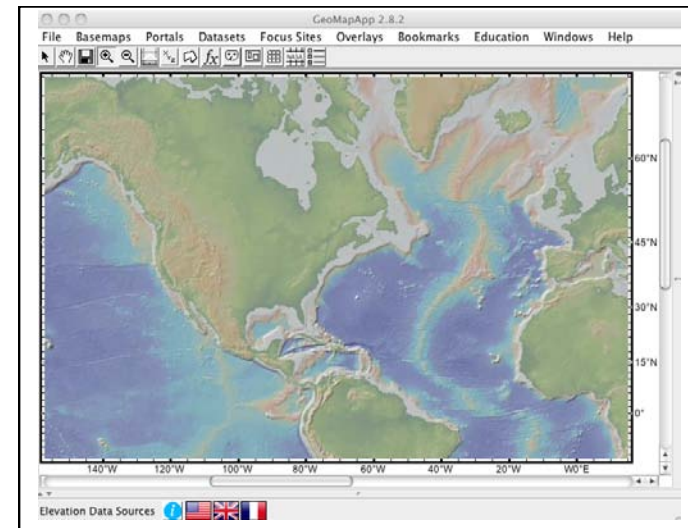 GeoMapApp 2.8.2
File Basemaps Portals Datasets Focus Sites Overlays Bookmarks Education Windows Help
60°N
45°N
30°N
15°N
0°
140°W 120°W 100°W 80°W 60°W 40°W 20°W W0°E
Elevation Data Sources